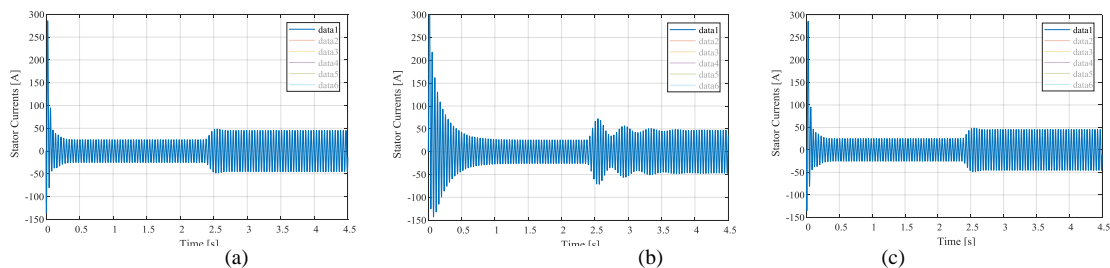 Stator Currents [A]
300
250
200
150
100
50
0
-50
-100
-150
0 0.5 1 1.5 2 2.5 3 3.5 4 4.5
Time [s]
data1
data2
data3
data4
data5
data6
(a)
Stator Currents [A]
300
250
200
150
100
50
0
-50
-100
-150
0 0.5 1 1.5 2 2.5 3 3.5 4 4.5
Time [s]
data1
data2
data3
data4
data5
data6
(b)
Stator Currents [A]
300
250
200
150
100
50
0
-50
-100
-150
0 0.5 1 1.5 2 2.5 3 3.5 4 4.5
Time [s]
data1
data2
data3
data4
data5
data6
(c)